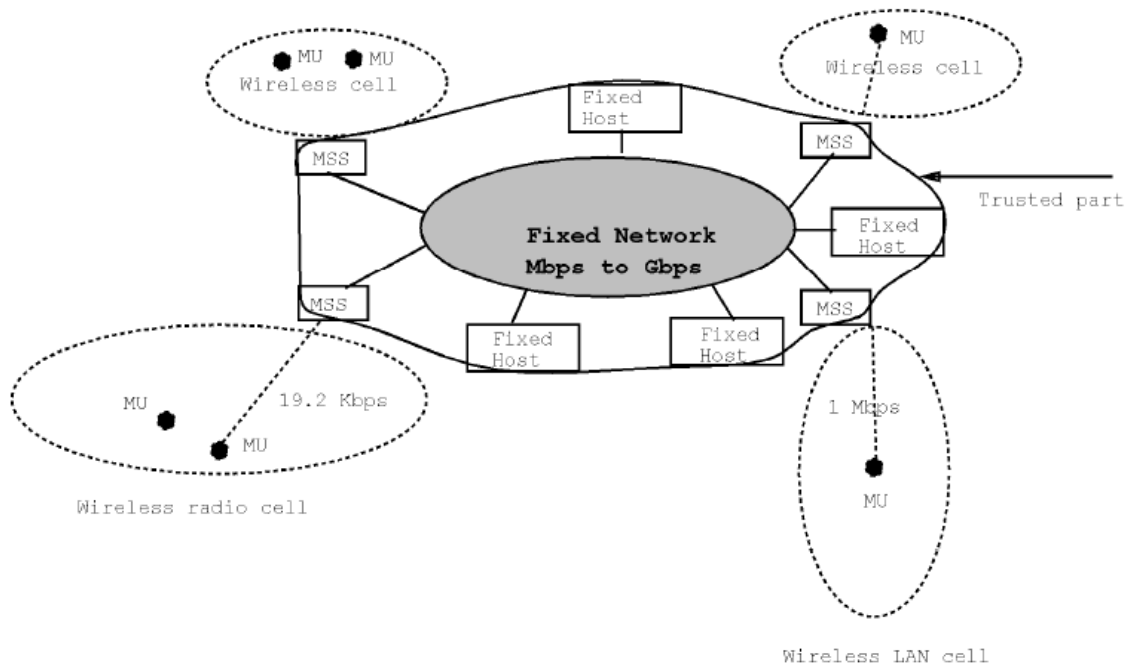 MU
MU
Wireless cell
MU
Wireless cell
Fixed
Host
MSS
MSS
Trusted part
Fixed
Host
Fixed Network
Mbps to Gbps
MSS
MSS
Fixed
Host
Fixed
Host
19.2 Kbps
MU
MU
1 Mbps
MU
Wireless radio cell
Wireless LAN cell